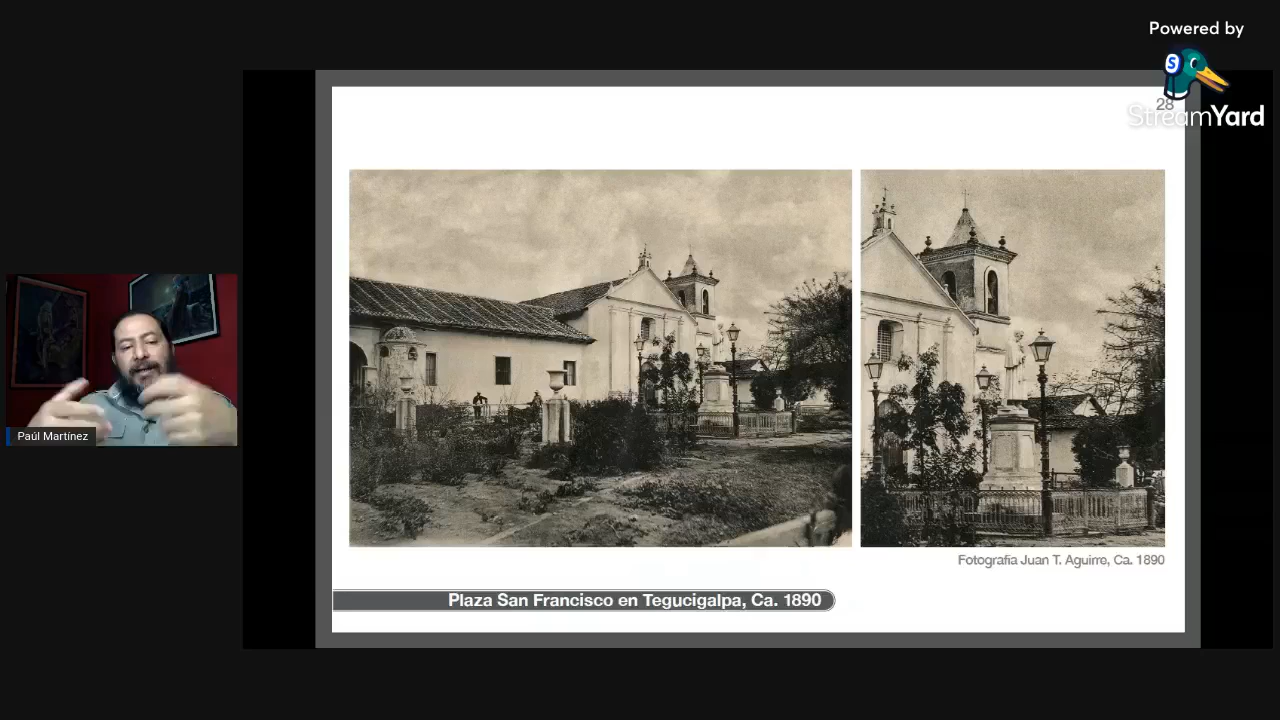 Powered by
StreamYard
28
Paúl Martínez
Fotografía Juan T. Aguirre, Ca. 1890
Plaza San Francisco en Tegucigalpa, Ca. 1890